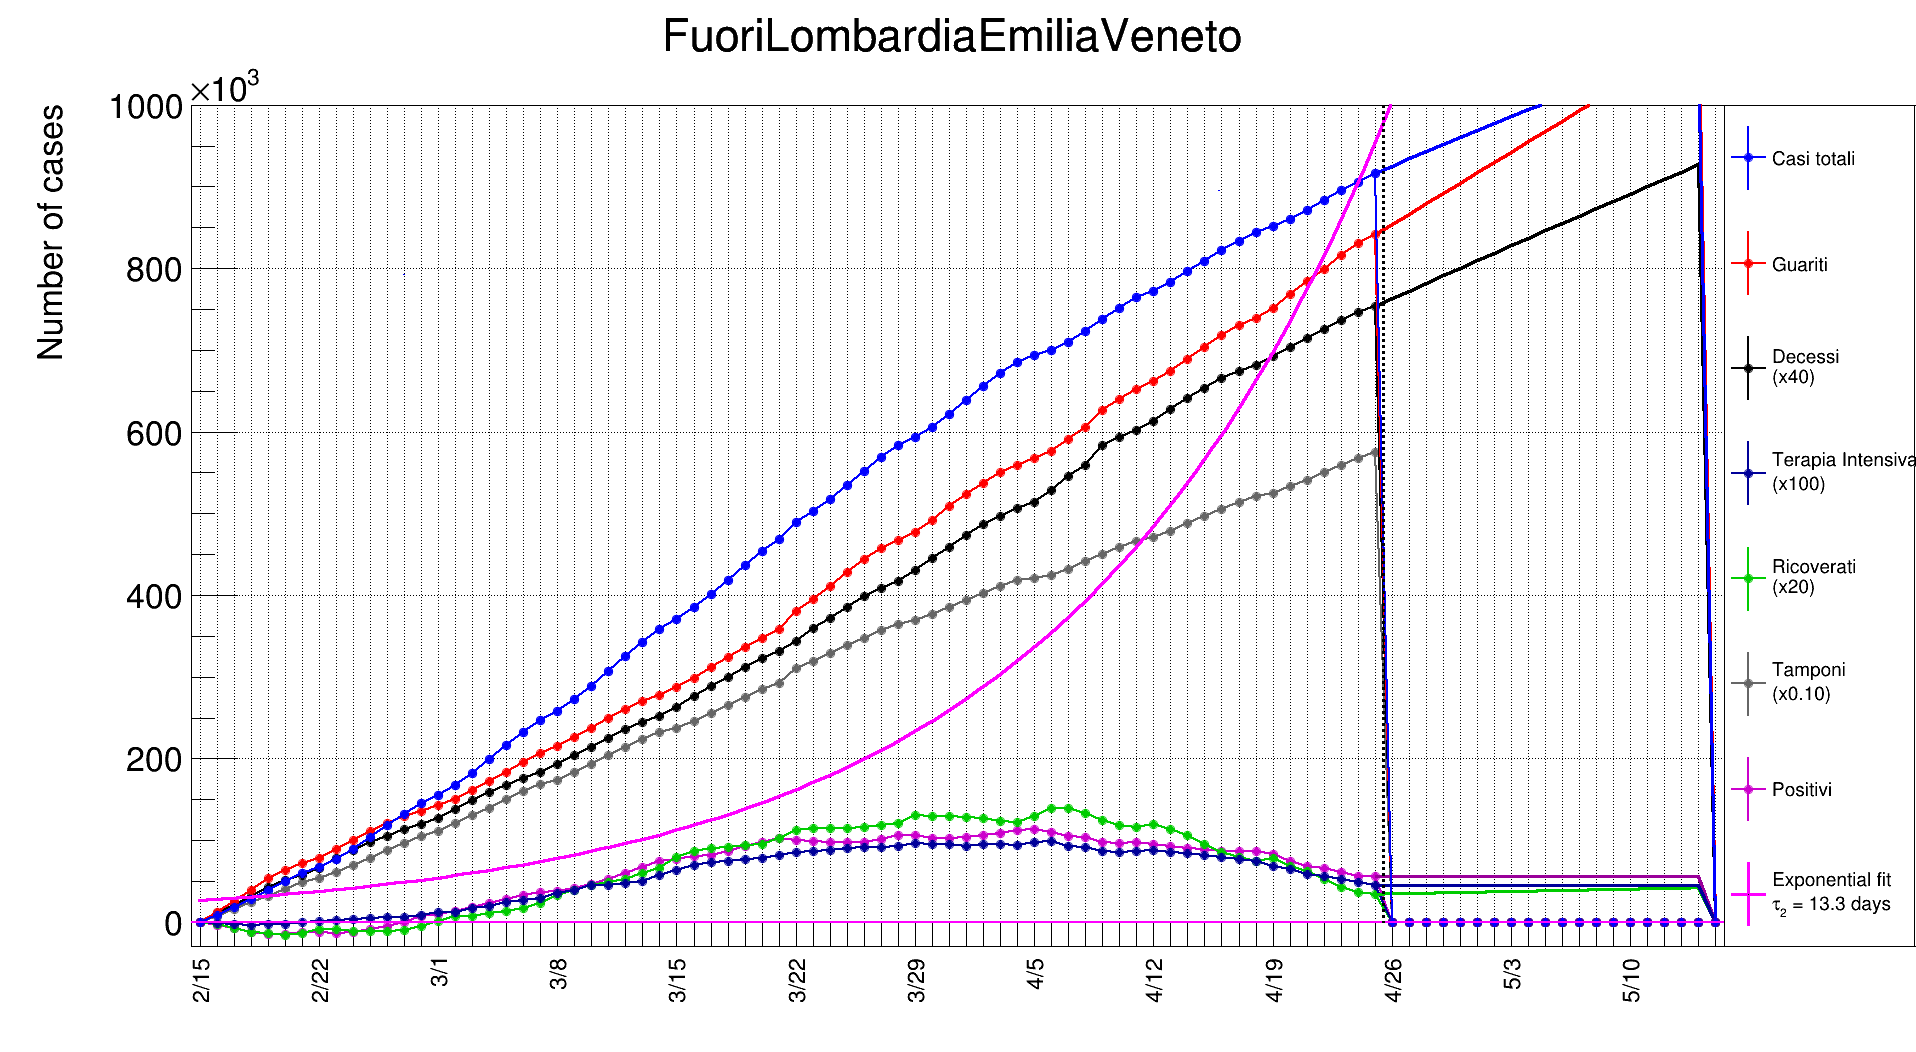 FuoriLombardiaEmiliaVeneto
×10³
Number of cases
1000
800
600
400
200
0
2/15
2/22
3/1
3/8
3/15
3/22
3/29
4/5
4/12
4/19
4/26
5/3
5/10
Casi totali
Guariti
Decessi
(x40)
Terapia Intensiva
(x100)
Ricoverati
(x20)
Tamponi
(x0.10)
Positivi
Exponential fit
τ₂ = 13.3 days